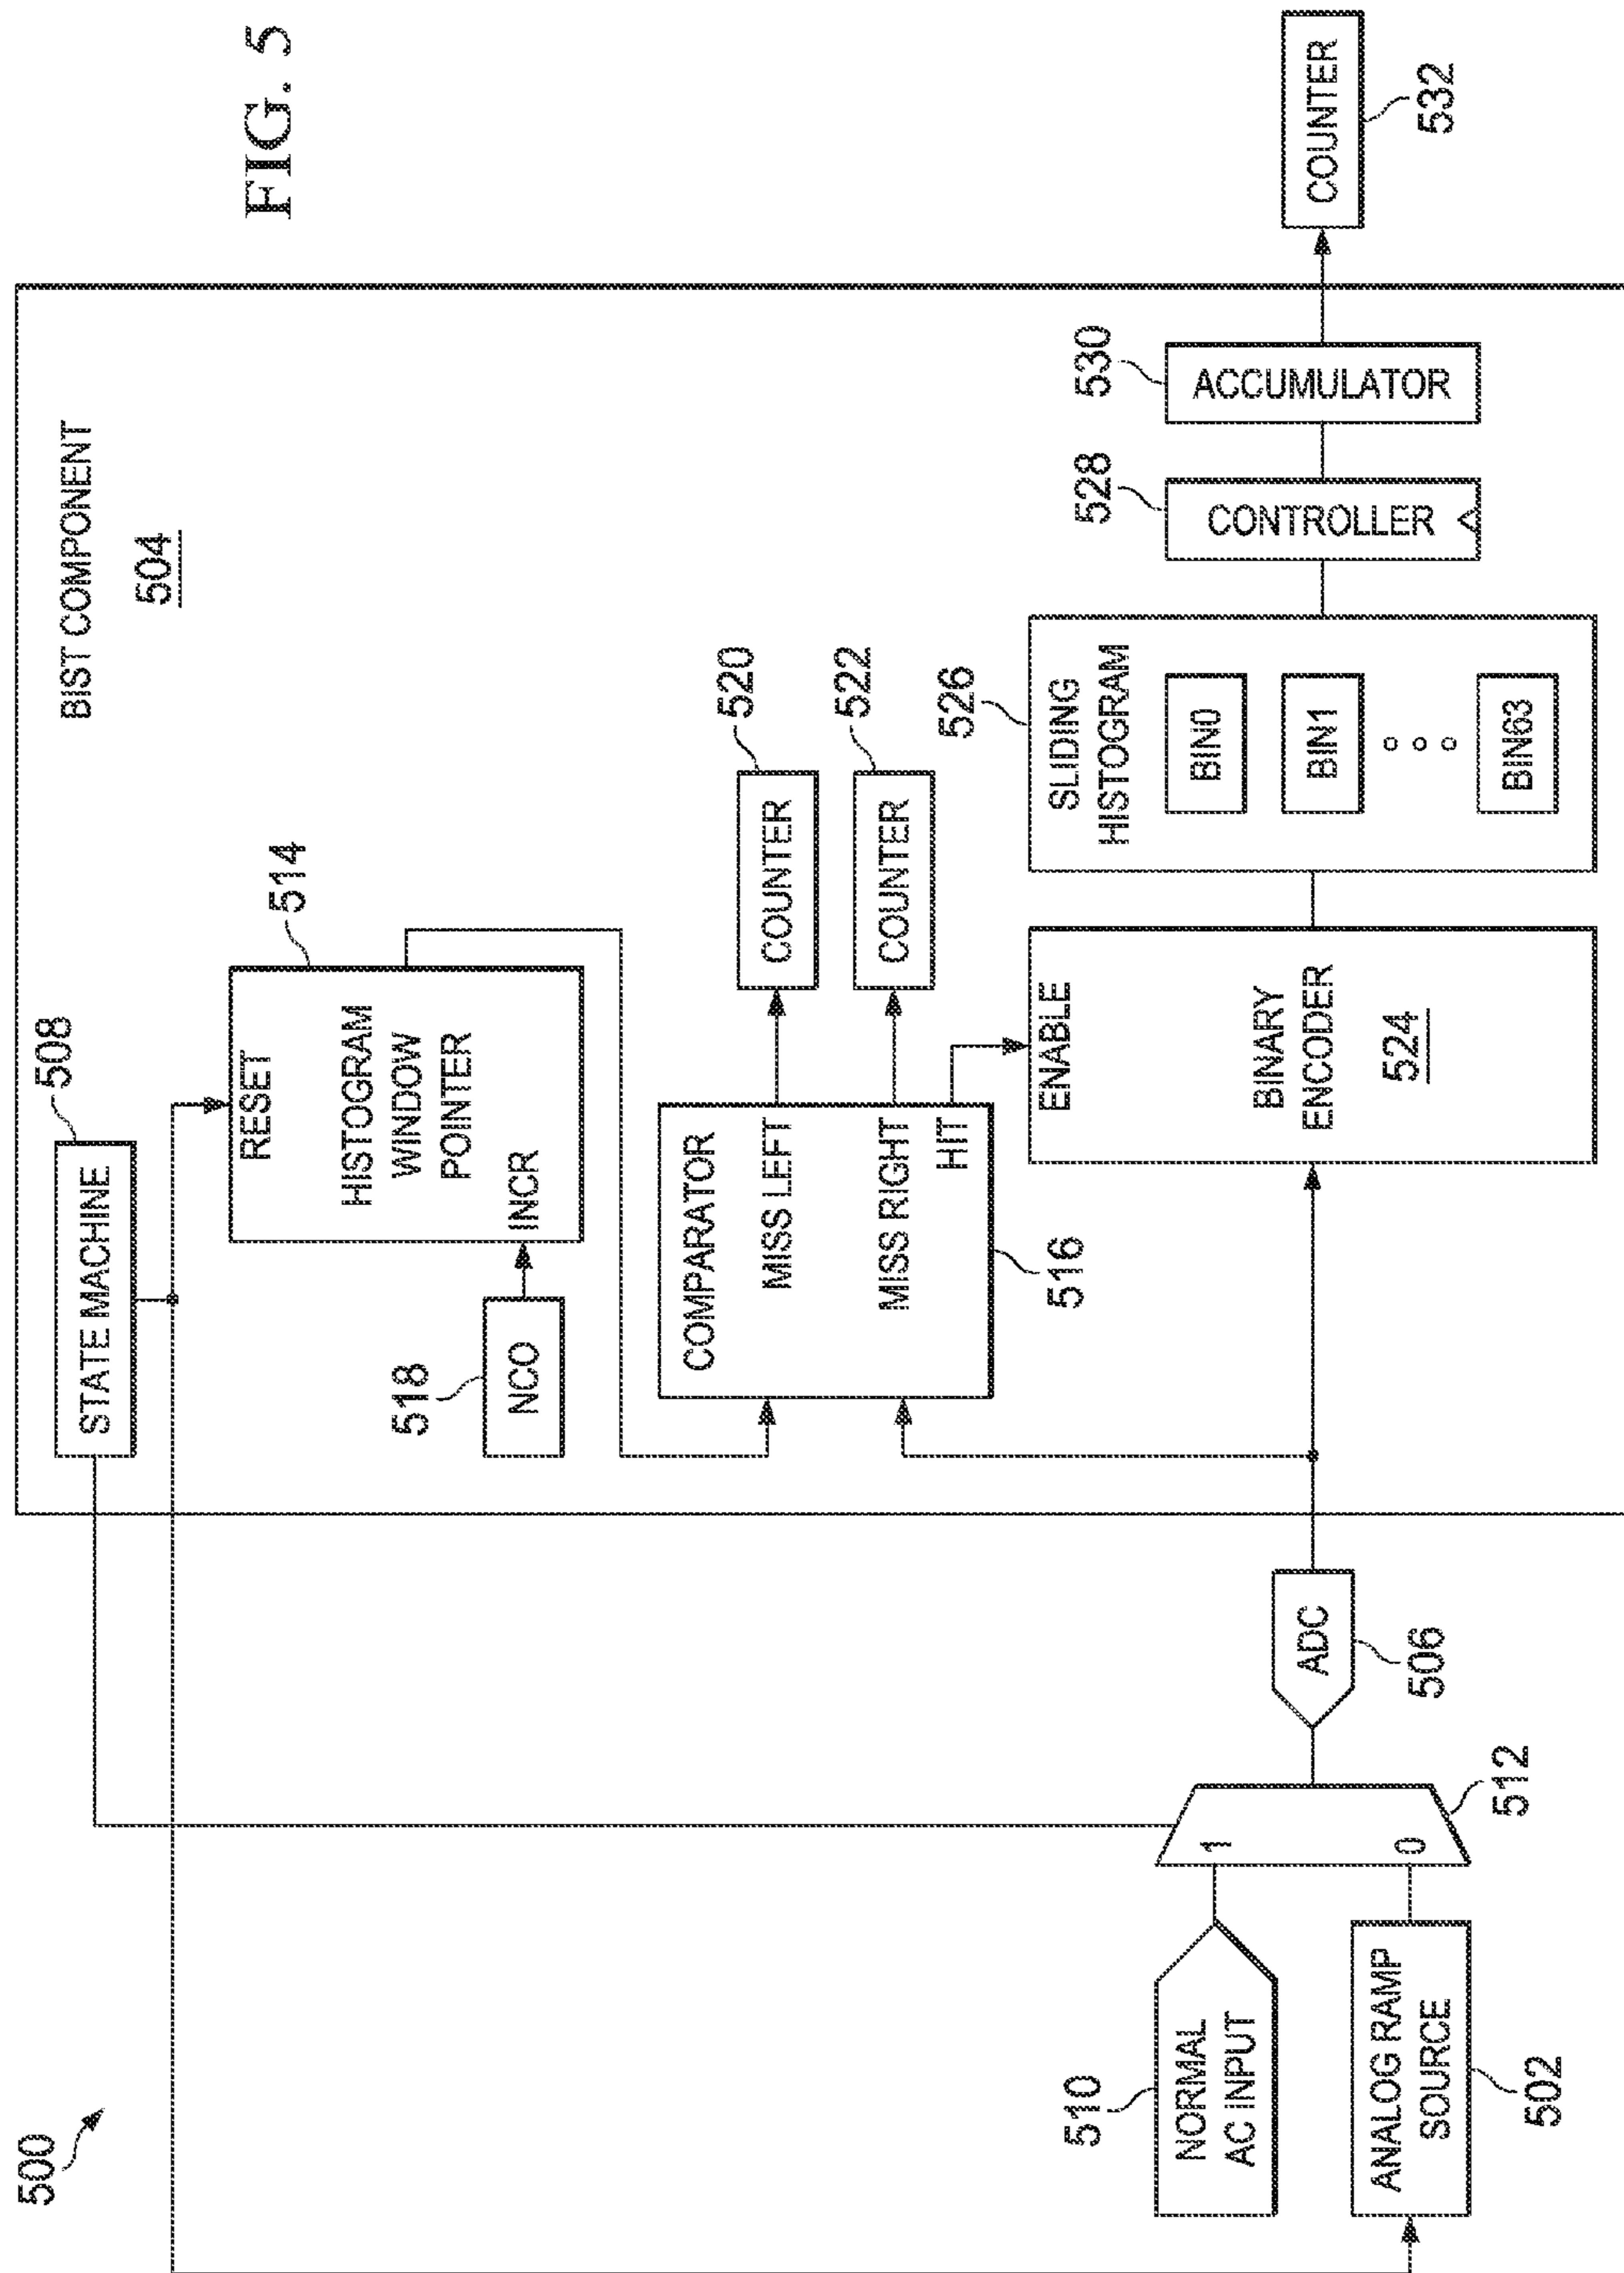 FIG. 5
500
BIST COMPONENT
504
508
STATE MACHINE
514
RESET
HISTOGRAM
WINDOW
POINTER
INCR
518
NCO
520
COUNTER
522
COUNTER
COMPARATOR
MISS LEFT
MISS RIGHT
HIT
516
ENABLE
BINARY
ENCODER
524
526
SLIDING
HISTOGRAM
BIN0
BIN1
BIN63
528
CONTROLLER
530
ACCUMULATOR
COUNTER
532
ADC
506
1
0
512
510
NORMAL
AC INPUT
ANALOG RAMP
SOURCE
502